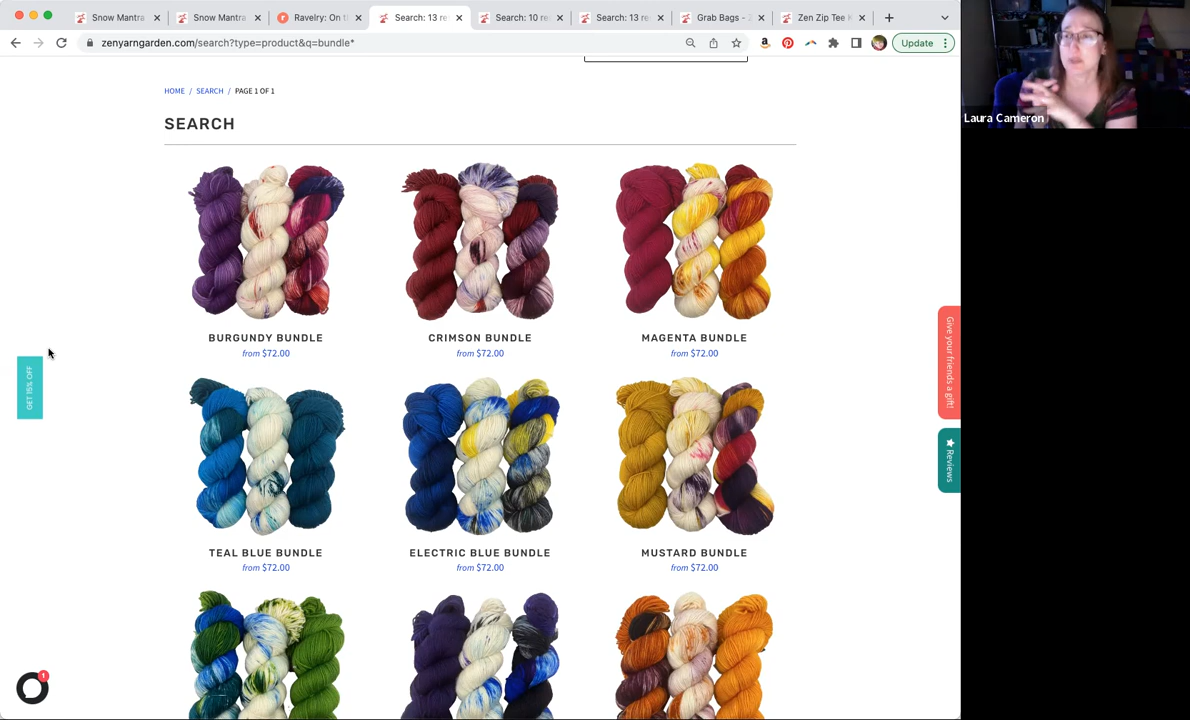 Snow Mantra
Snow Mantra
Ravelry: On t
Search: 13 re
Search: 10 re
Search: 13 re
Grab Bags - 
Zen Zip Tee K
zenyarngarden.com/search?type=product&q=bundle*
Update
Laura Cameron
HOME / SEARCH / PAGE 1 OF 1
SEARCH
BURGUNDY BUNDLE
from $72.00
CRIMSON BUNDLE
from $72.00
MAGENTA BUNDLE
from $72.00
GET 15% OFF
Give your friends a gift!
★ Reviews
TEAL BLUE BUNDLE
from $72.00
ELECTRIC BLUE BUNDLE
from $72.00
MUSTARD BUNDLE
from $72.00
1